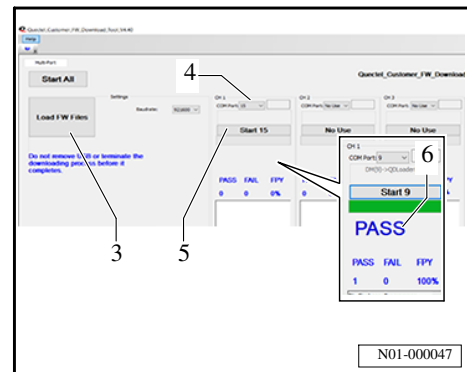 Quectel_Customer_FW_Download_Tool_V4.40
Help
Multi-Port
Start All
Load FW Files
Settings
Baudrate:
Do not remove USB or terminate the
downloading process before it
completes.
3
4
5
6
Quectel_Customer_FW_Download
CH 1
COM Port: 15
Start 15
PASS FAIL FPY
0 0 0%
CH 2
COM Port: No Use
No Use
CH 3
COM Port: No Use
No Use
CH 1
COM Port: 9
Start 9
PASS
PASS FAIL FPY
1 0 100%
N01-000047